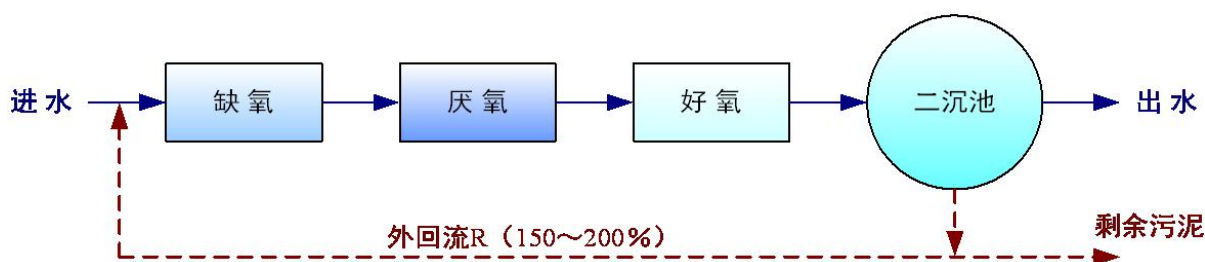 进水
缺氧
厌氧
好氧
二沉池
出水
外回流R（150～200%）
剩余污泥